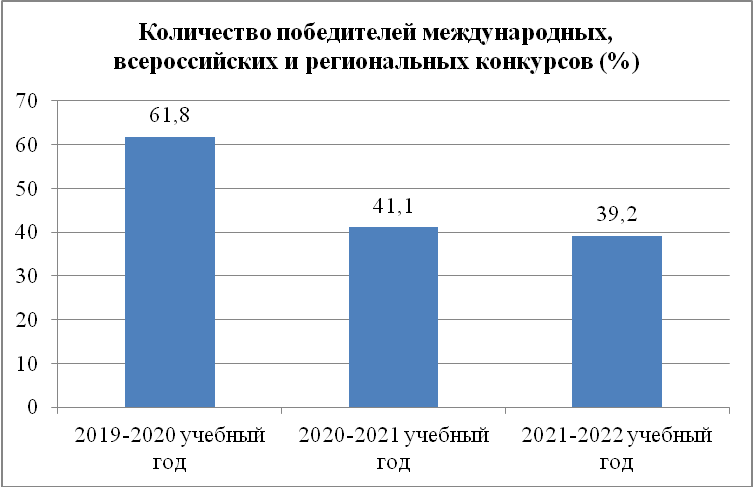 Количество победителей международных,
всероссийских и региональных конкурсов (%)
70
60
50
40
30
20
10
0
61,8
41,1
39,2
2019-2020 учебный
год
2020-2021 учебный
год
2021-2022 учебный
год